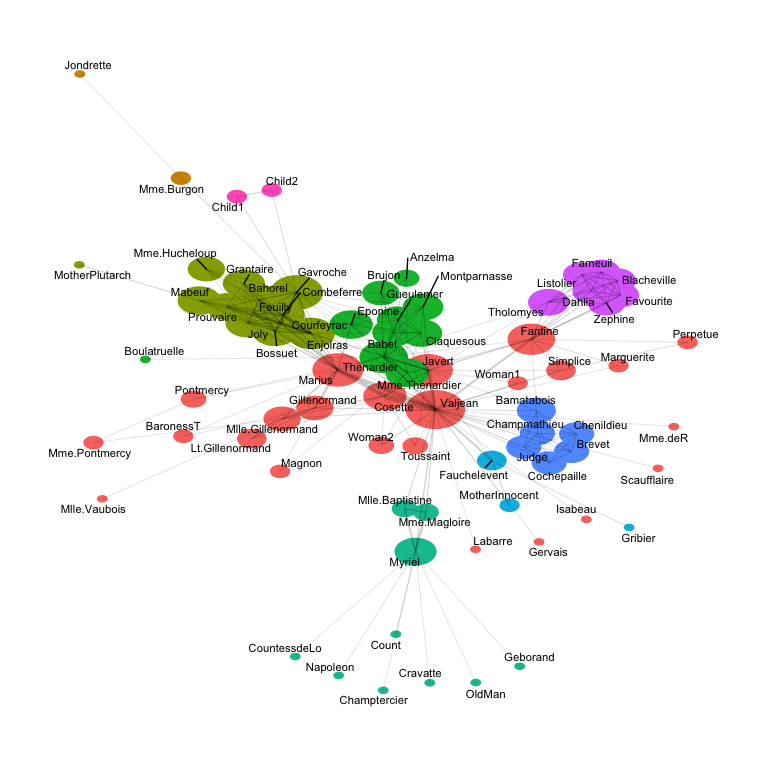 Jondrette
Mme.Burgon
Child2
Child1
Mme.Hucheloup
MotherPlutarch
Grantaire
Gavroche
Anzelma
Brujon
Montparnasse
Gueulemer
Mabeuf
Bahorel
Combeferre
Prouvaire
Feuilly
Eponine
Courfeyrac
Joly
Enjolras
Babet
Claquesous
Boulatruelle
Bossuet
Thenardier
Javert
Marius
Mme.Thenardier
Fameuil
Listolier
Blacheville
Dahlia
Favourite
Tholomyes
Zephine
Fantine
Perpetue
Simplice
Marguerite
Woman1
Pontmercy
Gillenormand
Cosette
Valjean
Bamatabois
BaronessT
Mlle.Gillenormand
Champmathieu
Chenildieu
Mme.deR
Mme.Pontmercy
Lt.Gillenormand
Woman2
Toussaint
Judge
Brevet
Magnon
Fauchelevent
Cochepaille
Scaufflaire
Mlle.Vaubois
Mlle.Baptistine
MotherInnocent
Isabeau
Mme.Magloire
Gribier
Labarre
Gervais
Myriel
CountessdeLo
Count
Geborand
Napoleon
Cravatte
Champtercier
OldMan